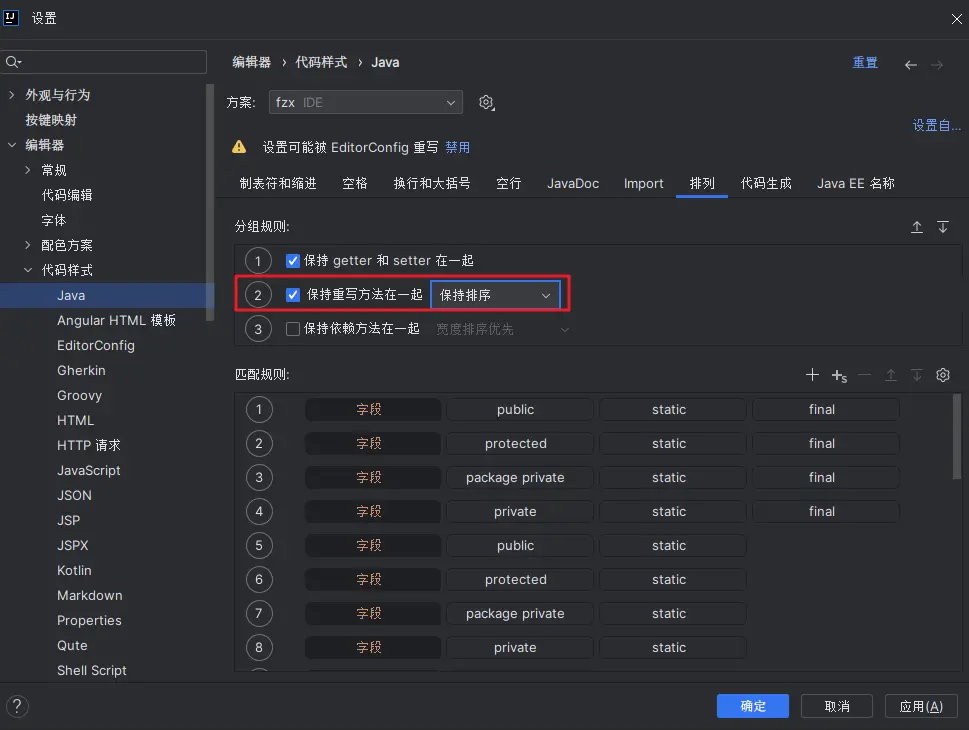 设置
编辑器 › 代码样式 › Java
重置
外观与行为
按键映射
编辑器
常规
代码编辑
字体
配色方案
代码样式
Java
Angular HTML 模板
EditorConfig
Gherkin
Groovy
HTML
HTTP 请求
JavaScript
JSON
JSP
JSPX
Kotlin
Markdown
Properties
Qute
Shell Script
方案: fzx IDE
设置自...
设置可能被 EditorConfig 重写 禁用
制表符和缩进 空格 换行和大括号 空行 JavaDoc Import 排列 代码生成 Java EE 名称
分组规则:
1 保持 getter 和 setter 在一起
2 保持重写方法在一起 保持排序
3 保持依赖方法在一起 宽度排序优先
匹配规则:
1 字段 public static final
2 字段 protected static final
3 字段 package private static final
4 字段 private static final
5 字段 public static
6 字段 protected static
7 字段 package private static
8 字段 private static
? 确定 取消 应用(A)